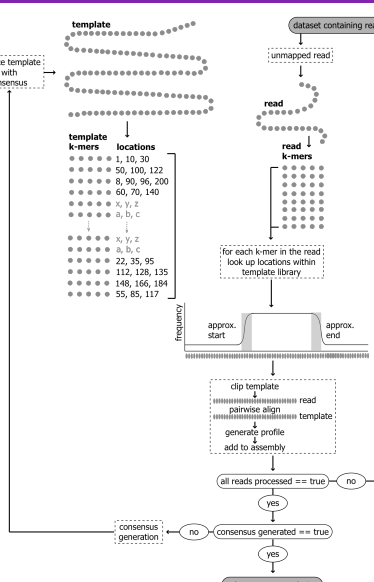 template
dataset containing rea
unmapped read
te template
with
nsensus
read
template
k-mers
locations
1, 10, 30
50, 100, 122
8, 90, 96, 200
60, 70, 140
x, y, z
a, b, c
x, y, z
a, b, c
22, 35, 95
112, 128, 135
148, 166, 184
55, 85, 117
read
k-mers
for each k-mer in the read
look up locations within
template library
frequency
approx.
start
approx.
end
clip template
read
pairwise align
template
generate profile
add to assembly
all reads processed == true
no
yes
consensus
generation
no
consensus generated == true
yes